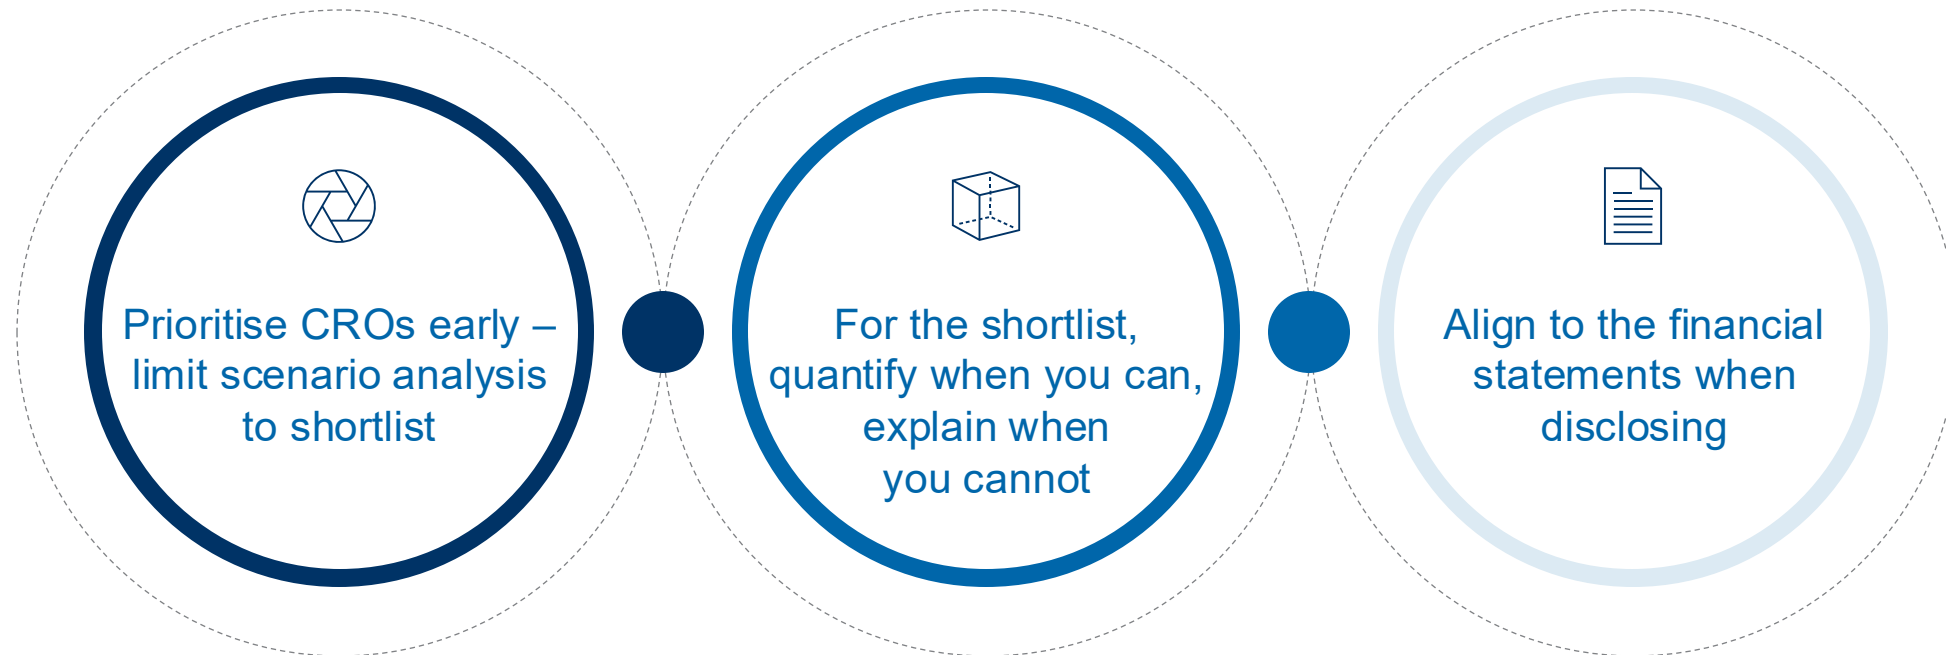 Prioritise CROs early –
limit scenario analysis
to shortlist
For the shortlist,
quantify when you can,
explain when
you cannot
Align to the financial
statements when
disclosing